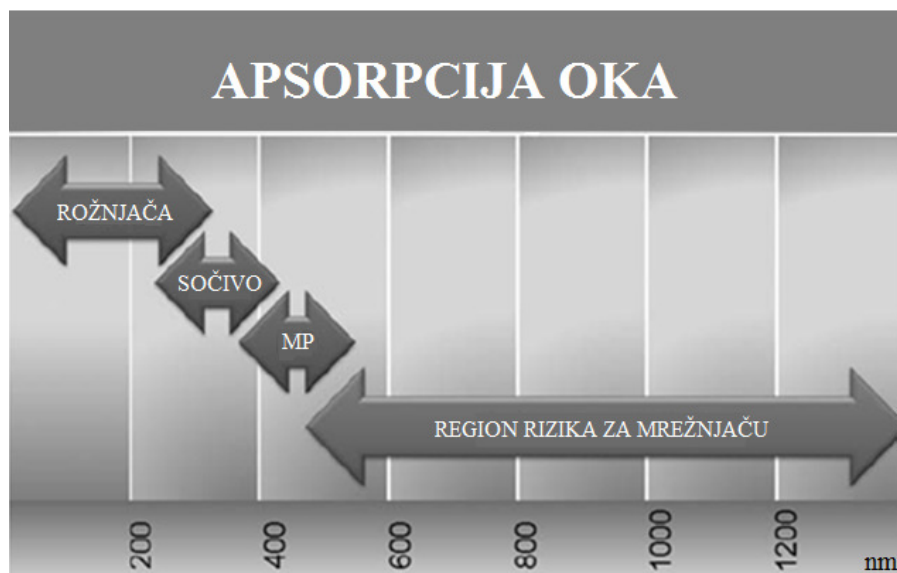 APSORPCIJA OKA
ROŽNJAČA
SOČIVO
MP
REGION RIZIKA ZA MREŽNJAČU
200
400
600
800
1000
1200
nm